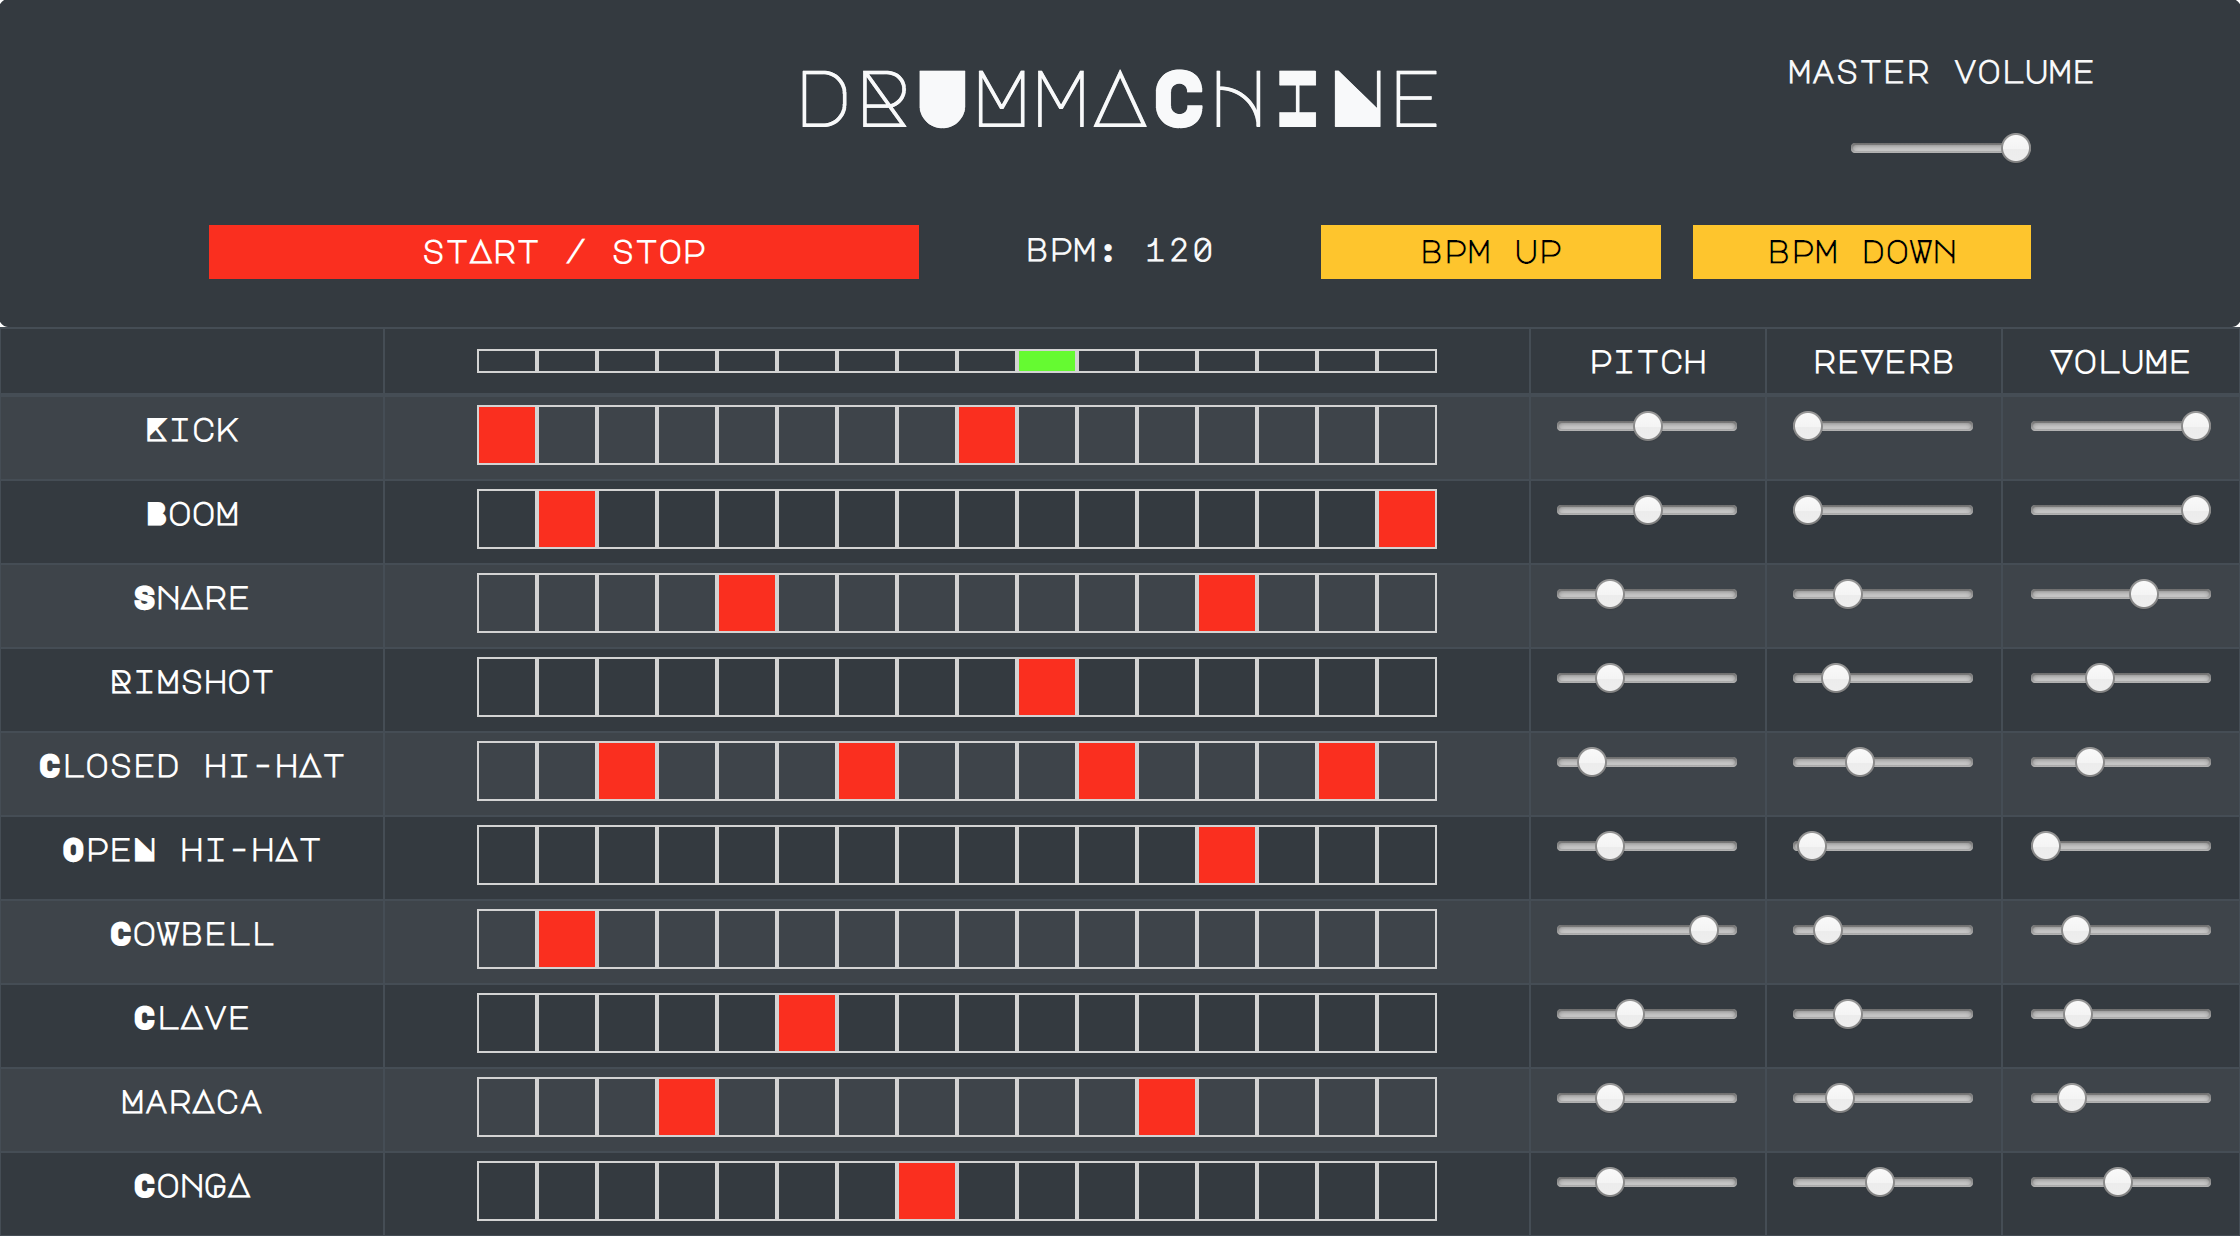 DRUMMACHINE
MASTER VOLUME
START / STOP
BPM: 120
BPM UP
BPM DOWN
PITCH
REVERB
VOLUME
KICK
BOOM
SNARE
RIMSHOT
CLOSED HI-HAT
OPEN HI-HAT
COWBELL
CLAVE
MARACA
CONGA